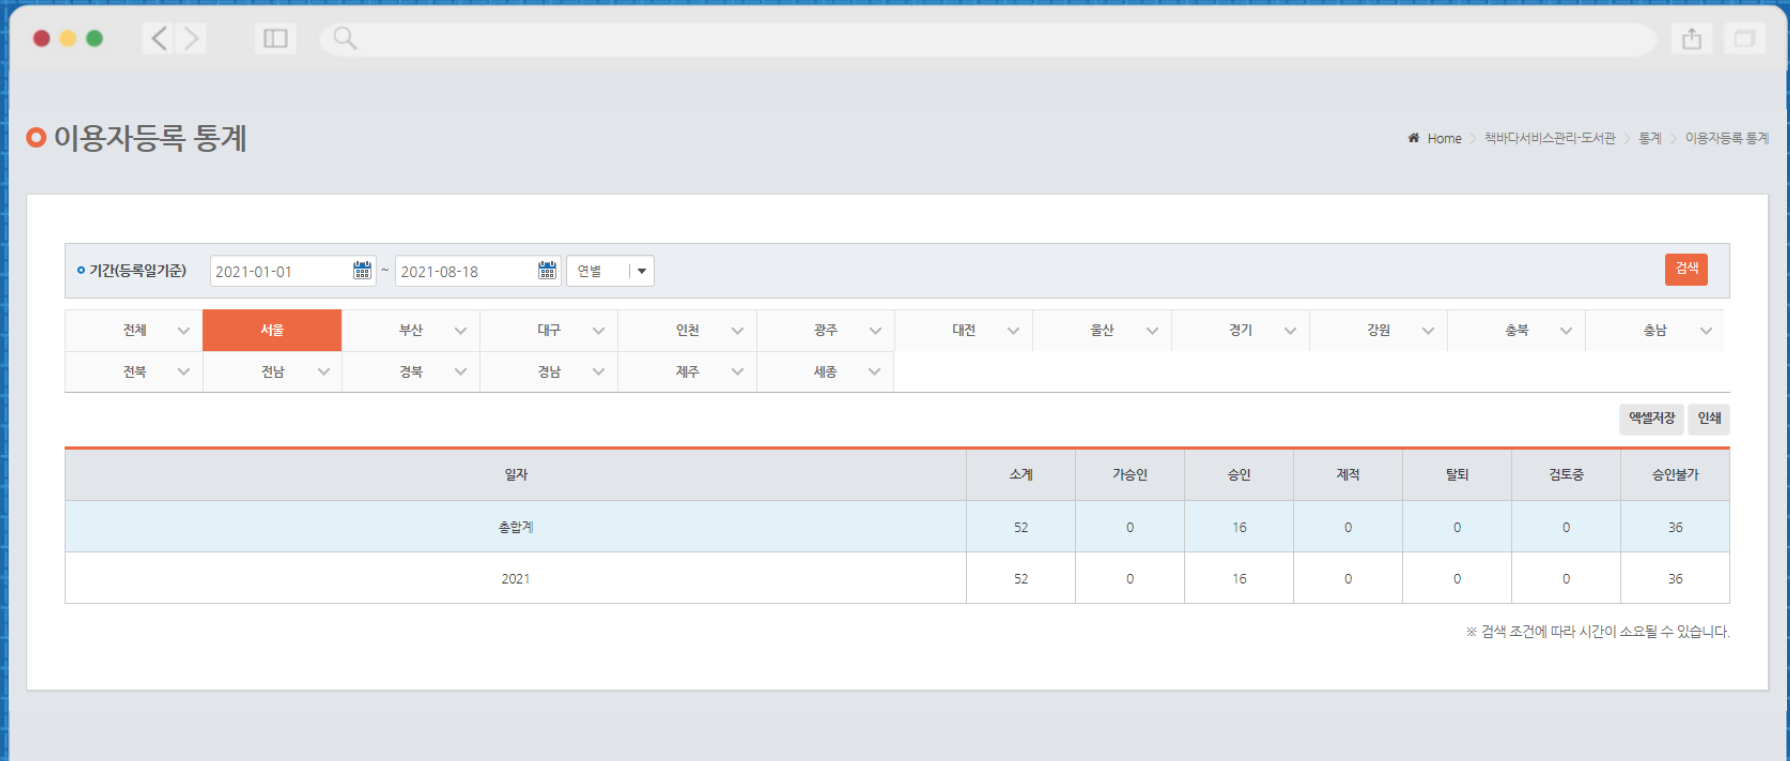 이용자등록 통계
Home > 책바다서비스관리-도서관 > 통계 > 이용자등록 통계
기간(등록일기준) 2021-01-01 ~ 2021-08-18 연별 검색
전체 서울 부산 대구 인천 광주 대전 울산 경기 강원 충북 충남
전북 전남 경북 경남 제주 세종
엑셀저장 인쇄
일자 소계 가승인 승인 제적 탈퇴 검토중 승인불가
총합계 52 0 16 0 0 0 36
2021 52 0 16 0 0 0 36
※ 검색 조건에 따라 시간이 소요될 수 있습니다.